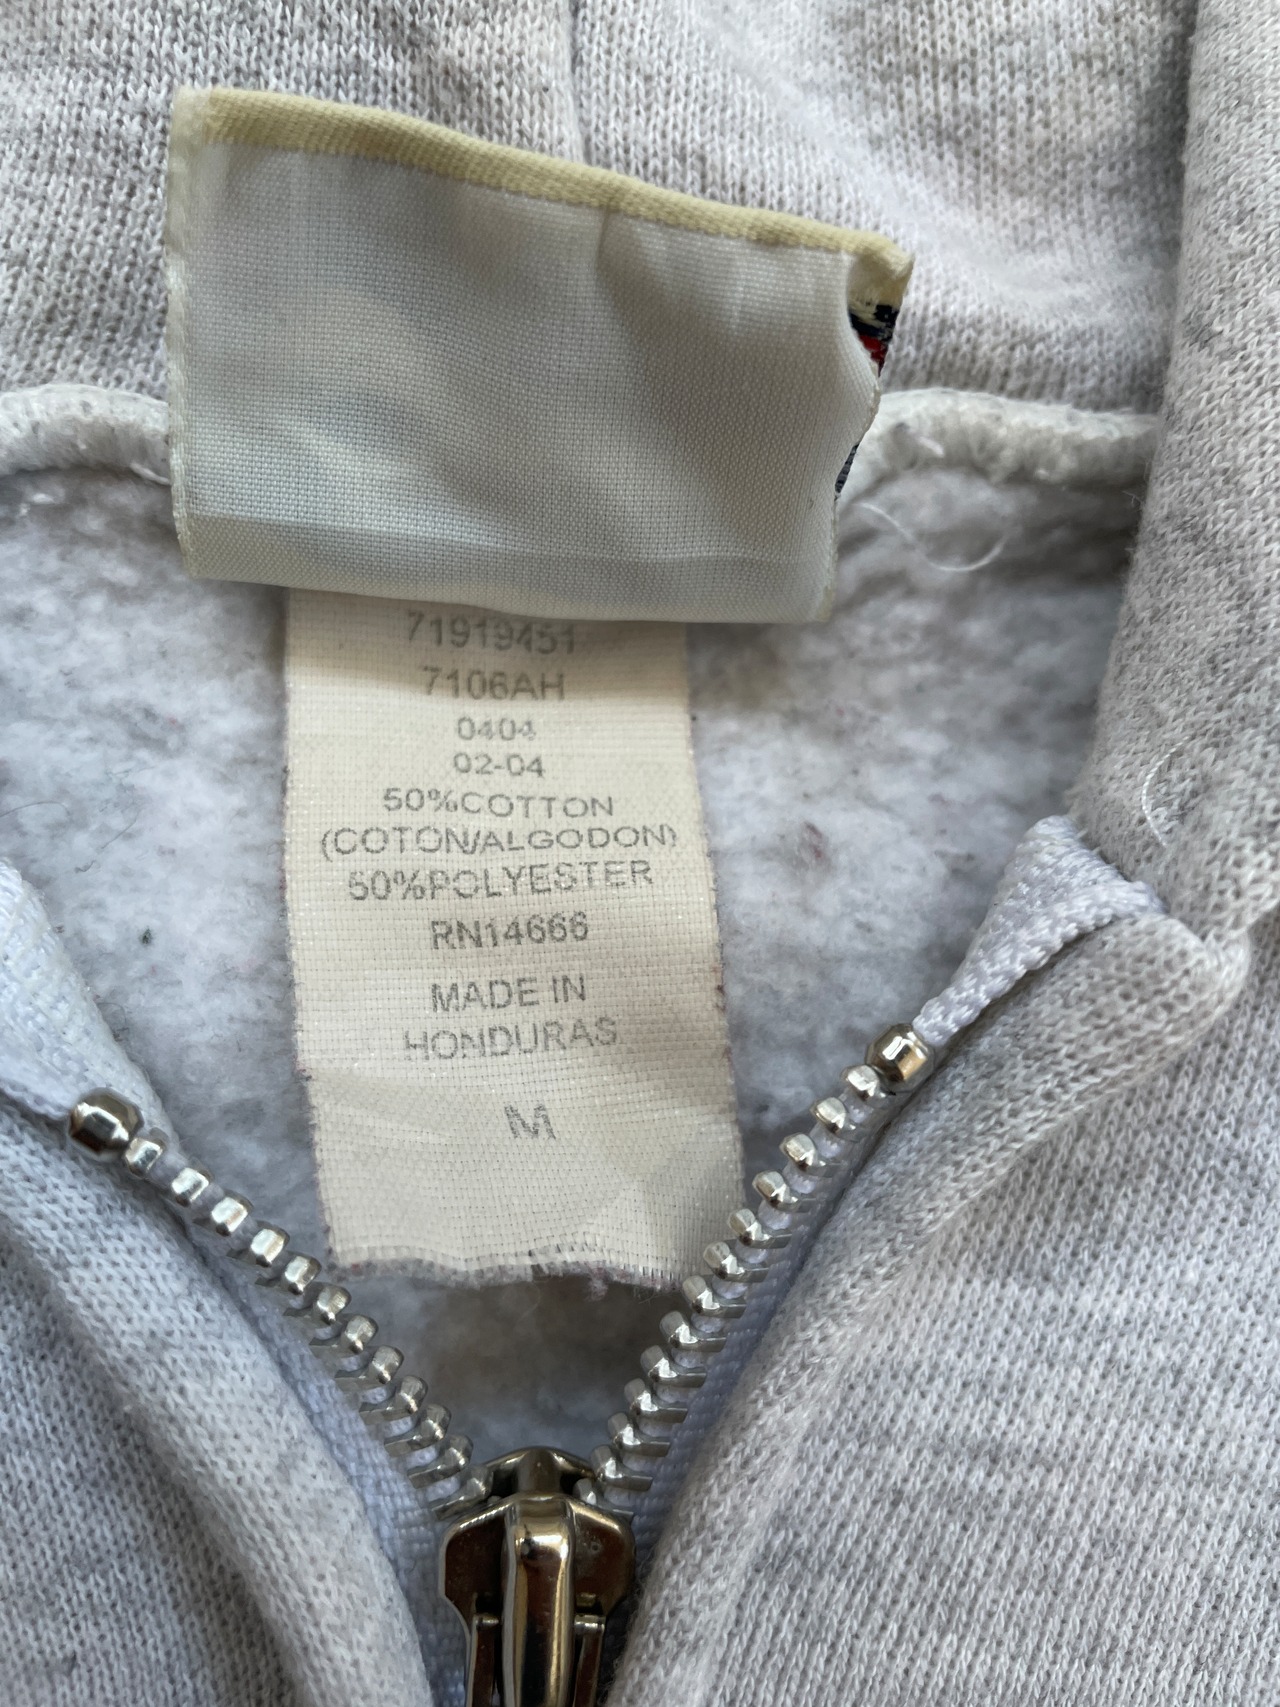 71919451
7106AH
0404
02-04
50%COTTON
(COTON/ALGODON)
50%POLYESTER
RN14666
MADE IN
HONDURAS
M